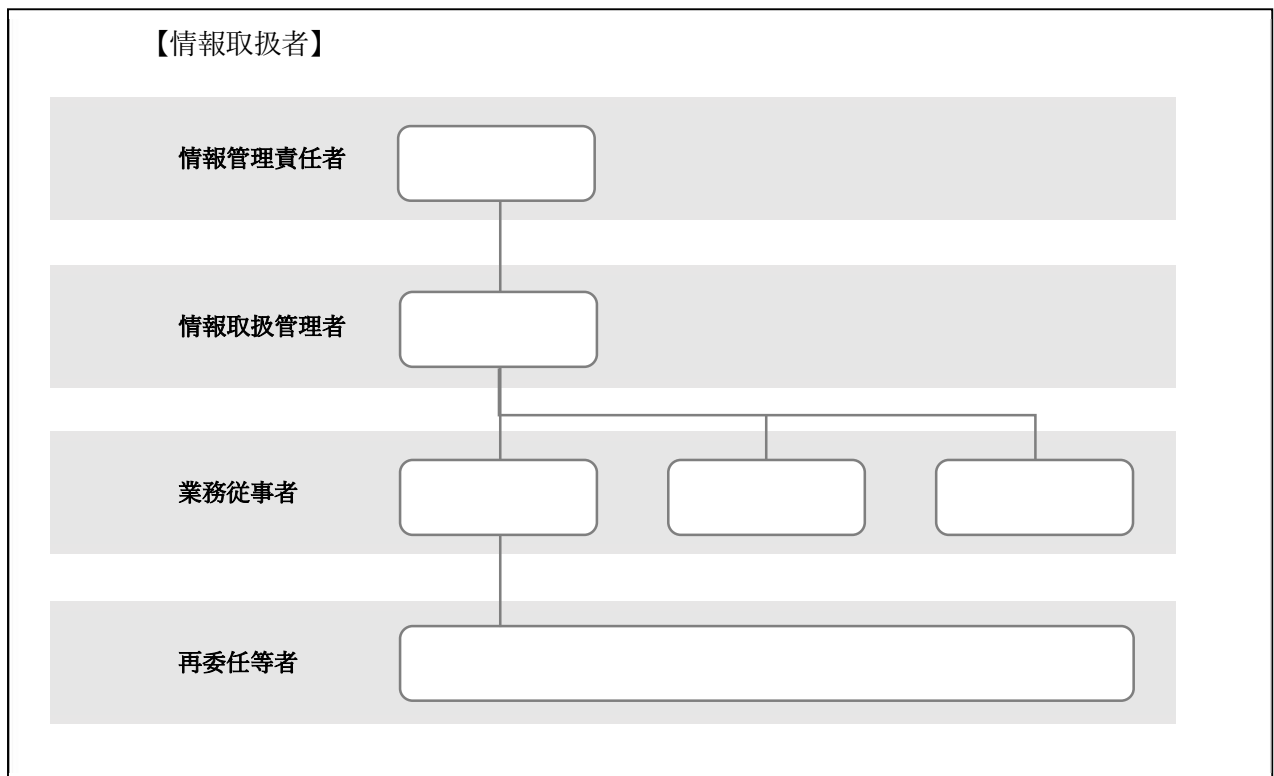 【情報取扱者】
情報管理責任者
情報取扱管理者
業務従事者
再委任等者